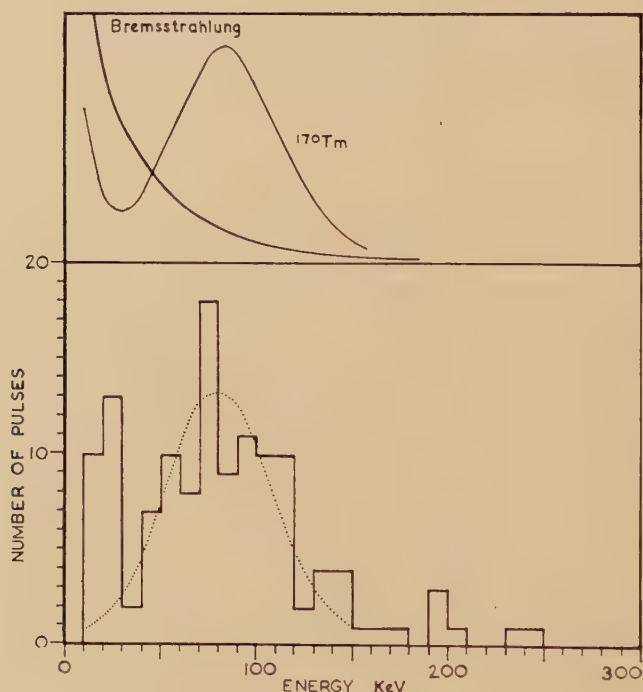 Bremsstrahlung
170Tm
20
10
0
NUMBER OF PULSES
0
100
200
300
ENERGY KeV